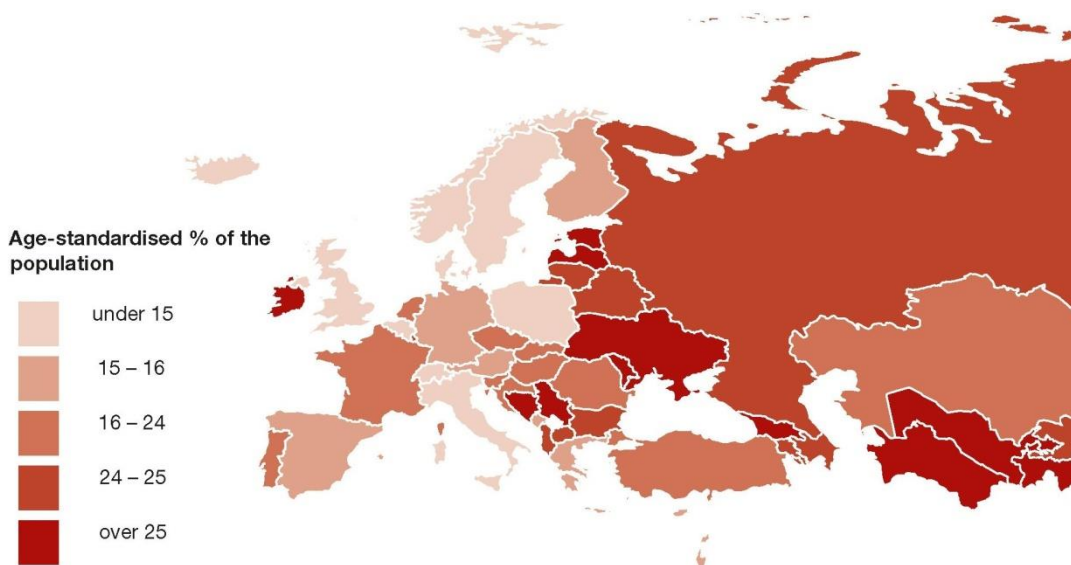 Age-standardised % of the
population
under 15
15 – 16
16 – 24
24 – 25
over 25